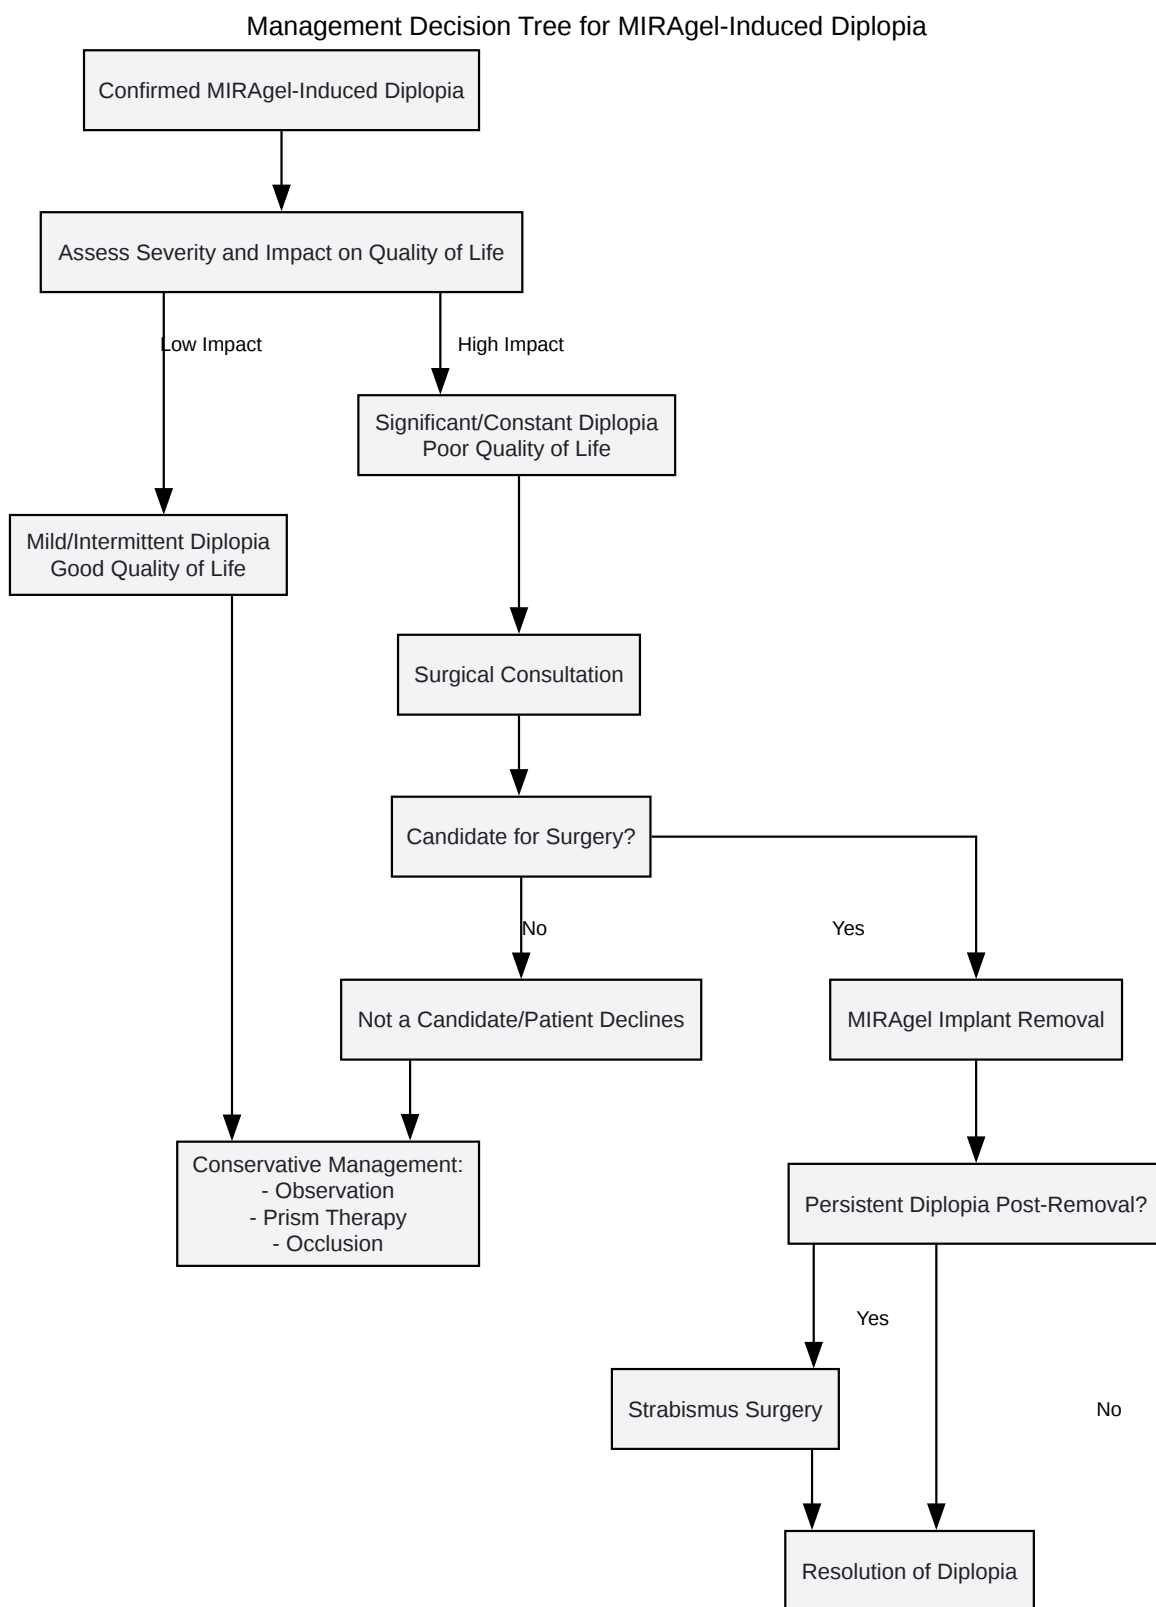 Management Decision Tree for MIRAgel-Induced Diplopia
Confirmed MIRAgel-Induced Diplopia
Assess Severity and Impact on Quality of Life
Low Impact
High Impact
Significant/Constant Diplopia
Poor Quality of Life
Mild/Intermittent Diplopia
Good Quality of Life
Surgical Consultation
Candidate for Surgery?
No
Yes
Not a Candidate/Patient Declines
MIRAgel Implant Removal
Conservative Management:
- Observation
- Prism Therapy
- Occlusion
Persistent Diplopia Post-Removal?
Yes
Strabismus Surgery
No
Resolution of Diplopia